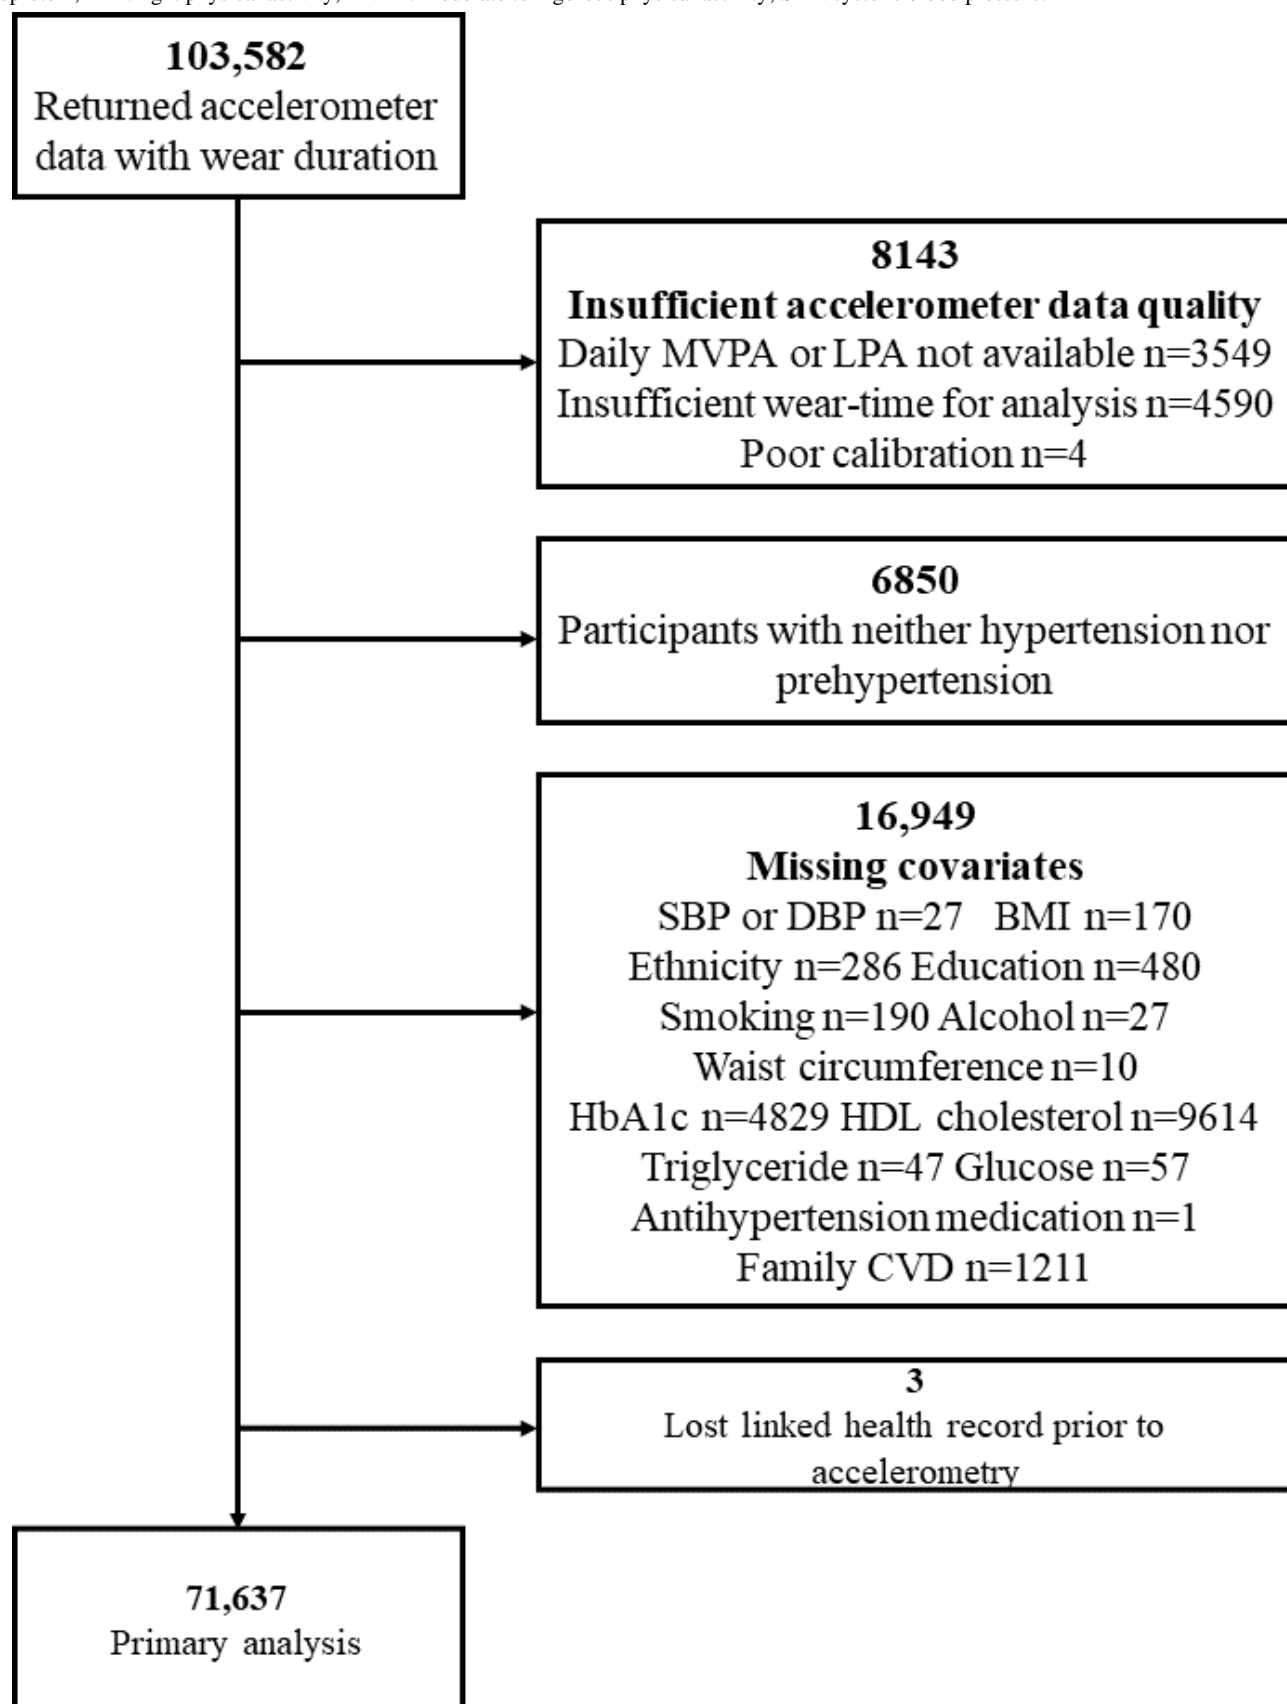 103,582
Returned accelerometer
data with wear duration
8143
Insufficient accelerometer data quality
Daily MVPA or LPA not available n=3549
Insufficient wear-time for analysis n=4590
Poor calibration n=4
6850
Participants with neither hypertension nor
prehypertension
16,949
Missing covariates
SBP or DBP n=27 BMI n=170
Ethnicity n=286 Education n=480
Smoking n=190 Alcohol n=27
Waist circumference n=10
HbA1c n=4829 HDL cholesterol n=9614
Triglyceride n=47 Glucose n=57
Antihypertension medication n=1
Family CVD n=1211
3
Lost linked health record prior to
accelerometry
71,637
Primary analysis